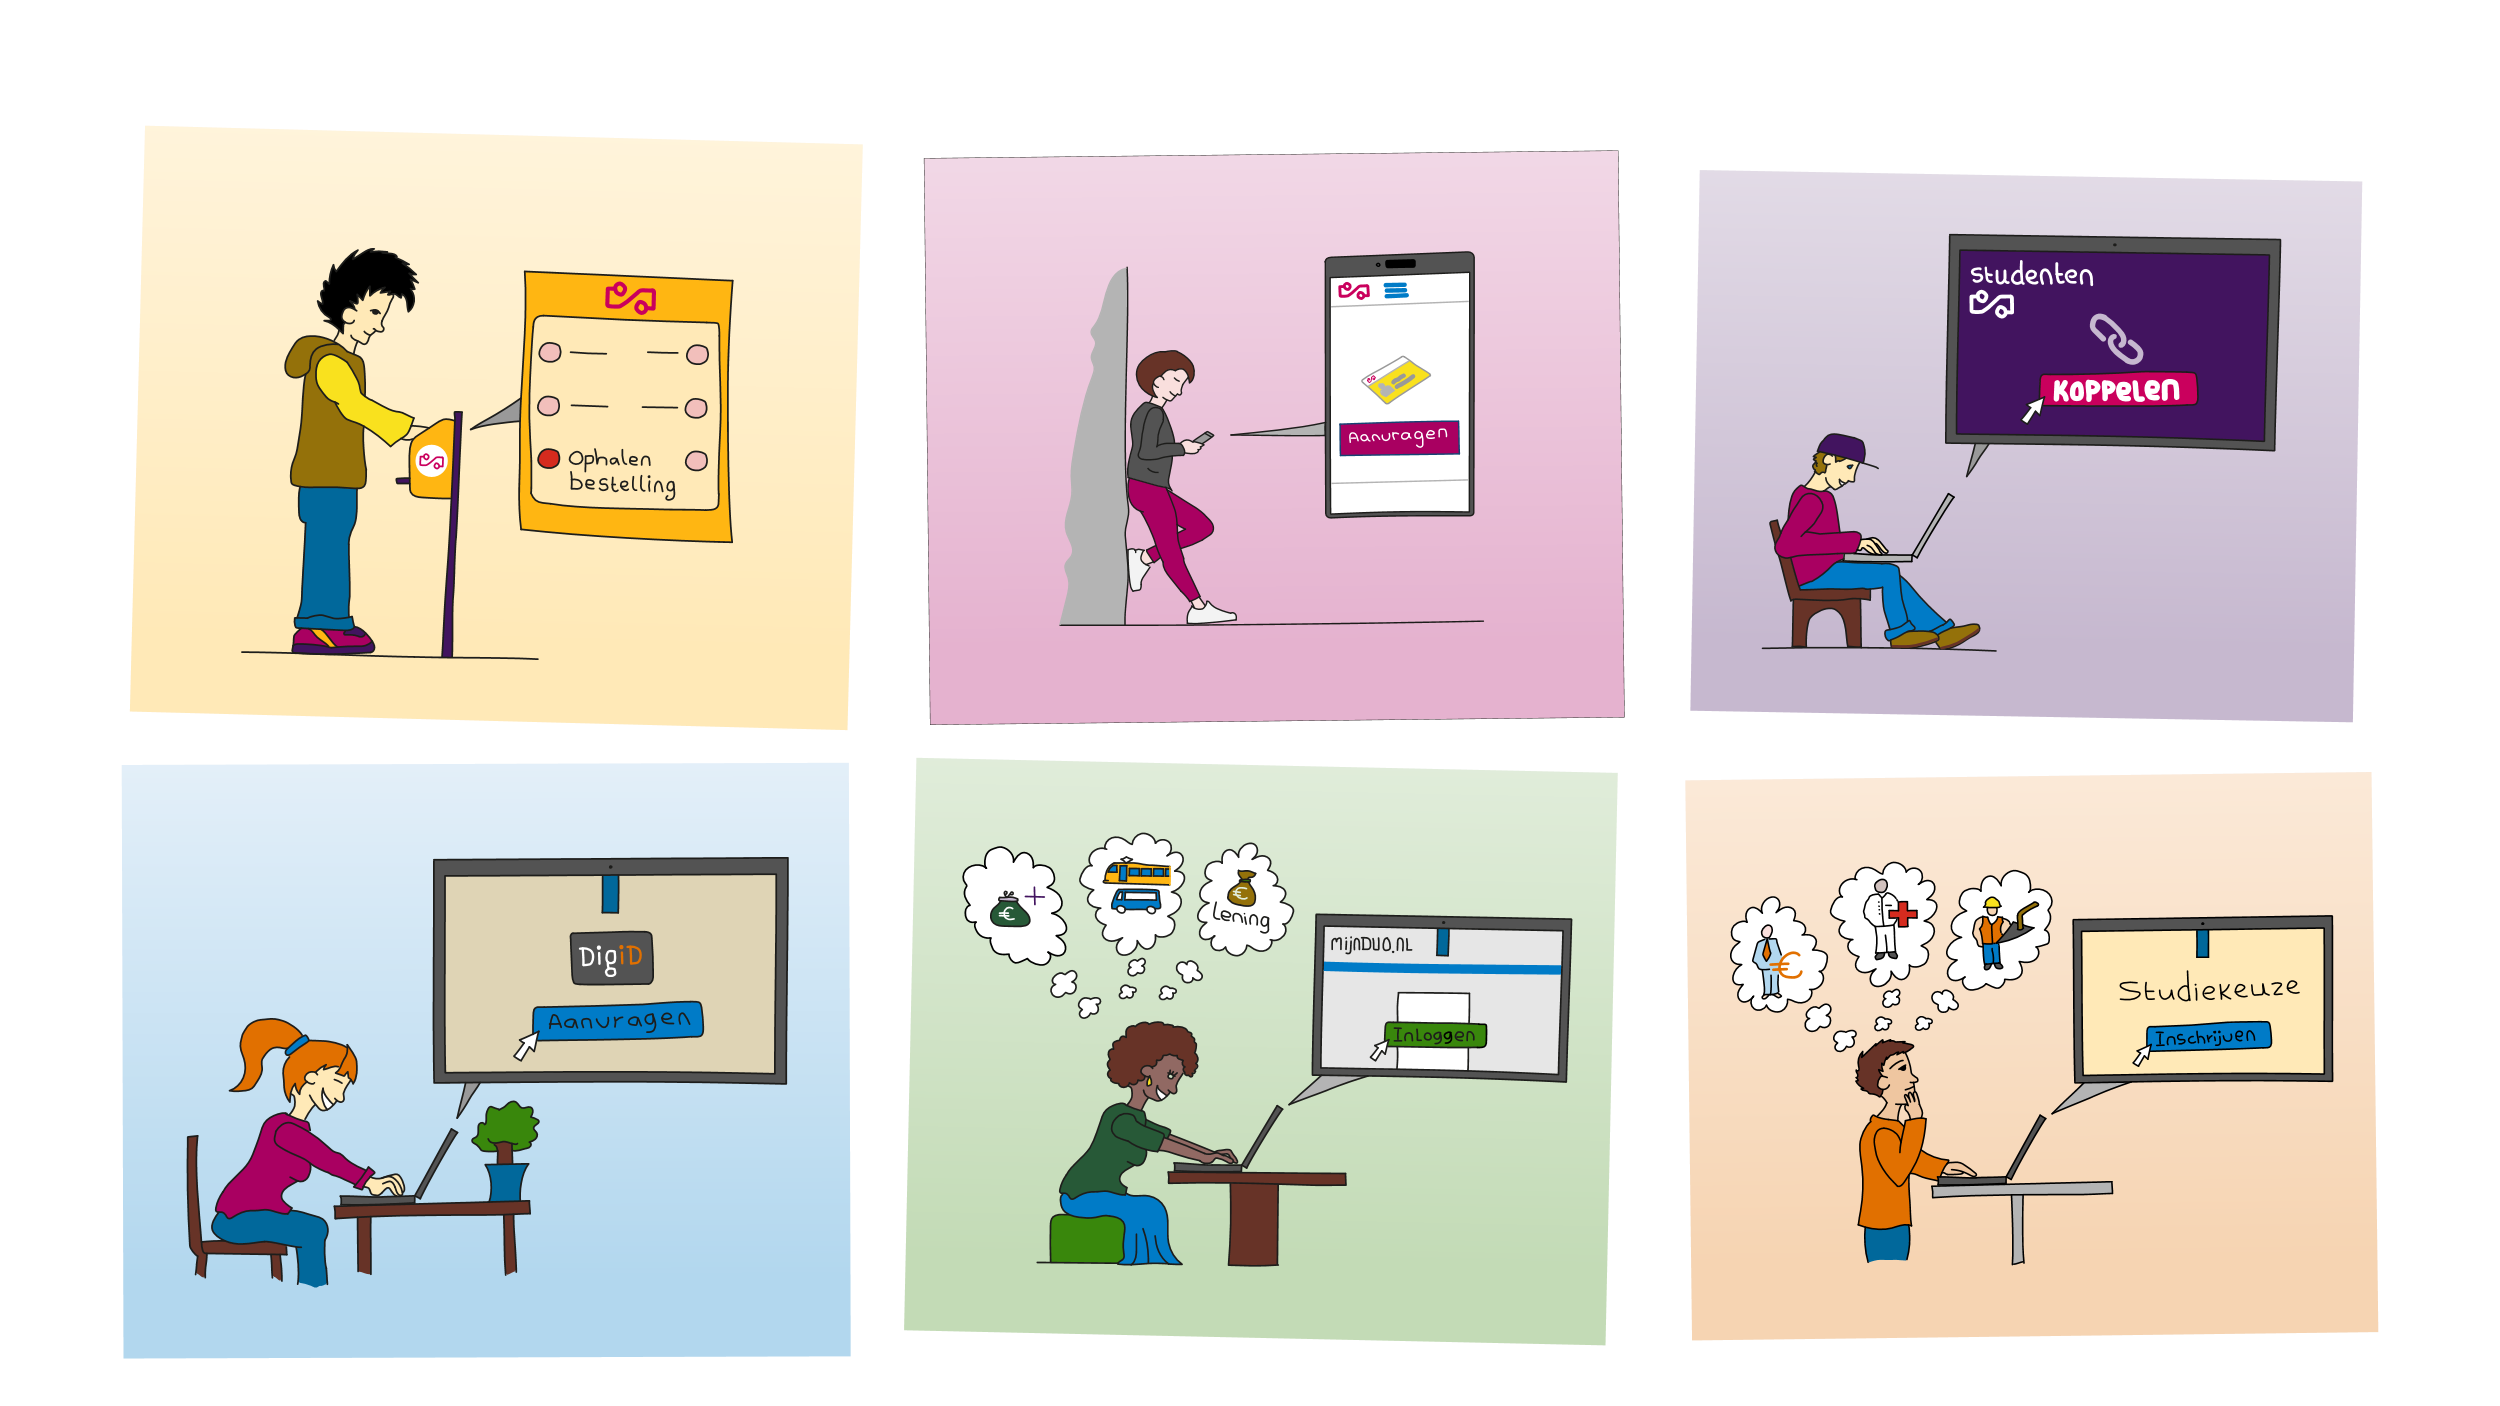 Ophalen
bestelling
Aanvragen
Studenten
Koppelen
DigiD
Aanvragen
€
€
Lening
mijnDUO.nl
Inloggen
€
Studiekeuze
Inschrijven